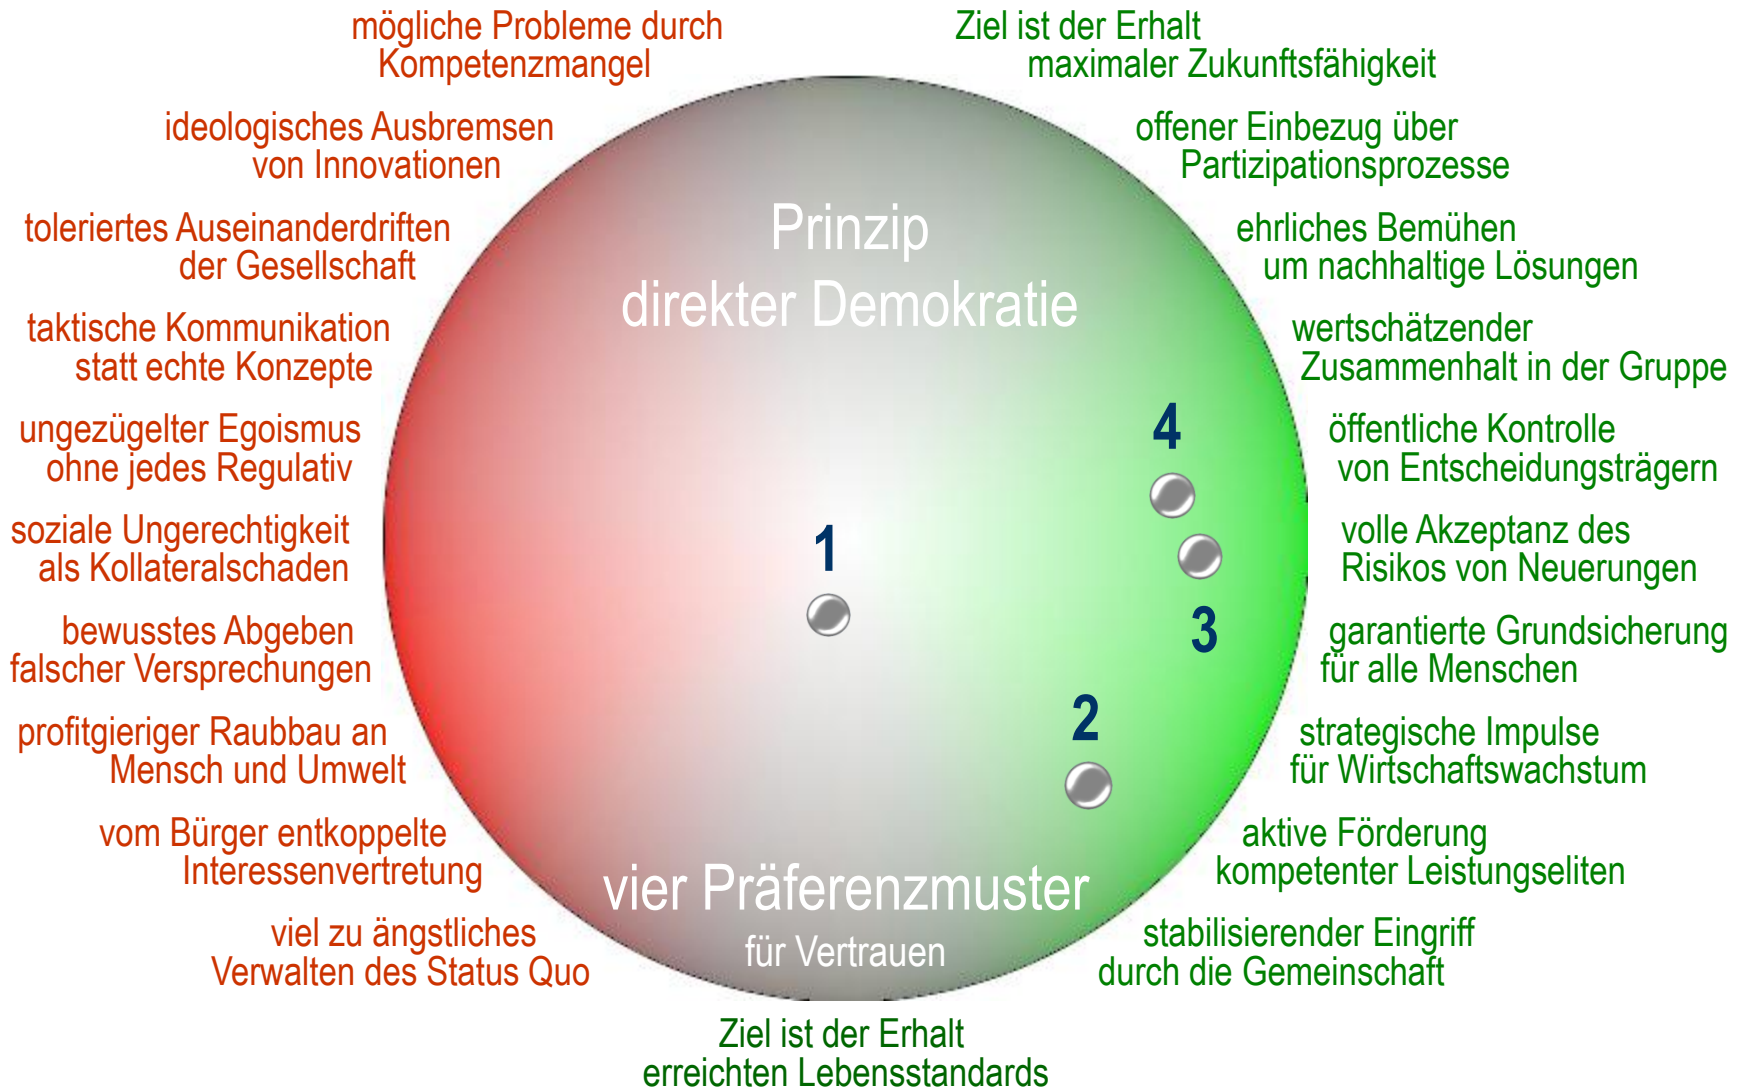 mögliche Probleme durch
Kompetenzmangel
ideologisches Ausbremsen
von Innovationen
toleriertes Auseinanderdriften
der Gesellschaft
taktische Kommunikation
statt echte Konzepte
ungezügelter Egoismus
ohne jedes Regulativ
soziale Ungerechtigkeit
als Kollateralschaden
bewusstes Abgeben
falscher Versprechungen
profitgieriger Raubbau an
Mensch und Umwelt
vom Bürger entkoppelte
Interessenvertretung
viel zu ängstliches
Verwalten des Status Quo
Prinzip
direkter Demokratie
4
1
3
2
vier Präferenzmuster
für Vertrauen
Ziel ist der Erhalt
maximaler Zukunftsfähigkeit
offener Einbezug über
Partizipationsprozesse
ehrliches Bemühen
um nachhaltige Lösungen
wertschätzender
Zusammenhalt in der Gruppe
öffentliche Kontrolle
von Entscheidungsträgern
volle Akzeptanz des
Risikos von Neuerungen
garantierte Grundsicherung
für alle Menschen
strategische Impulse
für Wirtschaftswachstum
aktive Förderung
kompetenter Leistungseliten
stabilisierender Eingriff
durch die Gemeinschaft
Ziel ist der Erhalt
erreichten Lebensstandards